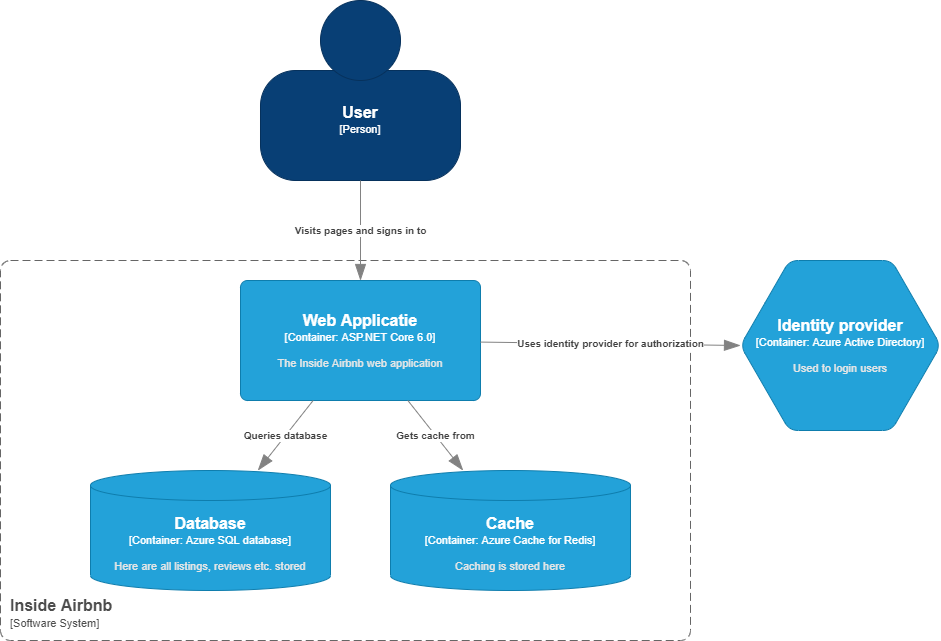 User
[Person]
Visits pages and signs in to
Web Applicatie
[Container: ASP.NET Core 6.0]
The Inside Airbnb web application
Uses identity provider for authorization
Identity provider
[Container: Azure Active Directory]
Used to login users
Queries database
Gets cache from
Database
[Container: Azure SQL database]
Here are all listings, reviews etc. stored
Cache
[Container: Azure Cache for Redis]
Caching is stored here
Inside Airbnb
[Software System]